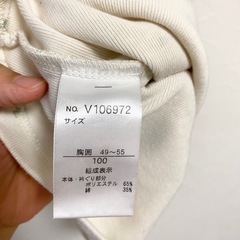 NO. V106972
サイズ
胸囲 49～55
100
組成表示
本体・衿ぐり部分
ポリエステル 65%
綿 35%